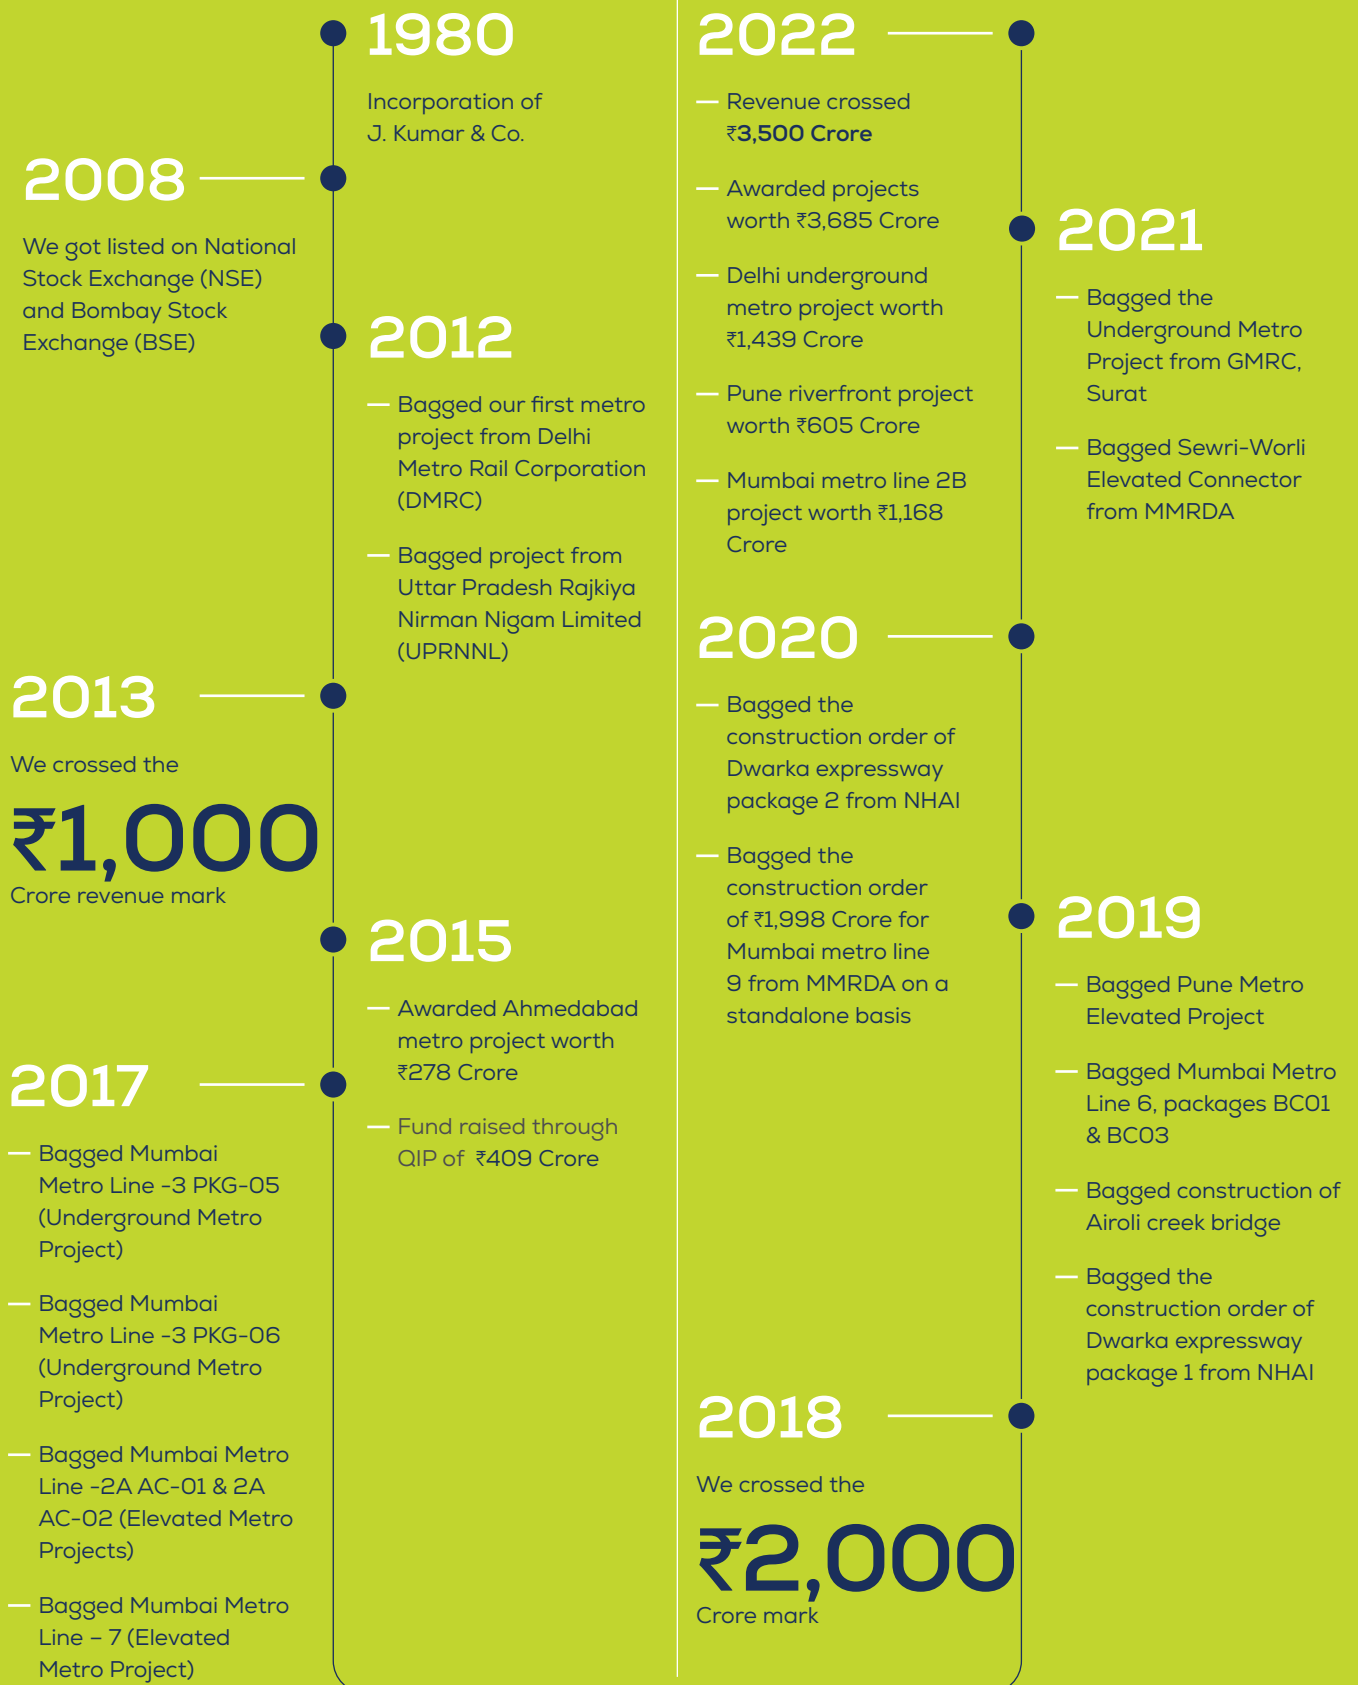 1980
Incorporation of
J. Kumar & Co.
2008
We got listed on National
Stock Exchange (NSE)
and Bombay Stock
Exchange (BSE)
2012
— Bagged our first metro
project from Delhi
Metro Rail Corporation
(DMRC)
— Bagged project from
Uttar Pradesh Rajkiya
Nirman Nigam Limited
(UPRNNL)
2013
We crossed the
₹1,000
Crore revenue mark
2015
— Awarded Ahmedabad
metro project worth
₹278 Crore
— Fund raised through
QIP of ₹409 Crore
2017
— Bagged Mumbai
Metro Line -3 PKG-05
(Underground Metro
Project)
— Bagged Mumbai
Metro Line -3 PKG-06
(Underground Metro
Project)
— Bagged Mumbai Metro
Line -2A AC-01 & 2A
AC-02 (Elevated Metro
Projects)
— Bagged Mumbai Metro
Line – 7 (Elevated
Metro Project)
2022
— Revenue crossed
₹3,500 Crore
— Awarded projects
worth ₹3,685 Crore
— Delhi underground
metro project worth
₹1,439 Crore
— Pune riverfront project
worth ₹605 Crore
— Mumbai metro line 2B
project worth ₹1,168
Crore
2021
— Bagged the
Underground Metro
Project from GMRC,
Surat
— Bagged Sewri-Worli
Elevated Connector
from MMRDA
2020
— Bagged the
construction order of
Dwarka expressway
package 2 from NHAI
— Bagged the
construction order
of ₹1,998 Crore for
Mumbai metro line
9 from MMRDA on a
standalone basis
2019
— Bagged Pune Metro
Elevated Project
— Bagged Mumbai Metro
Line 6, packages BC01
& BC03
— Bagged construction of
Airoli creek bridge
— Bagged the
construction order of
Dwarka expressway
package 1 from NHAI
2018
We crossed the
₹2,000
Crore mark